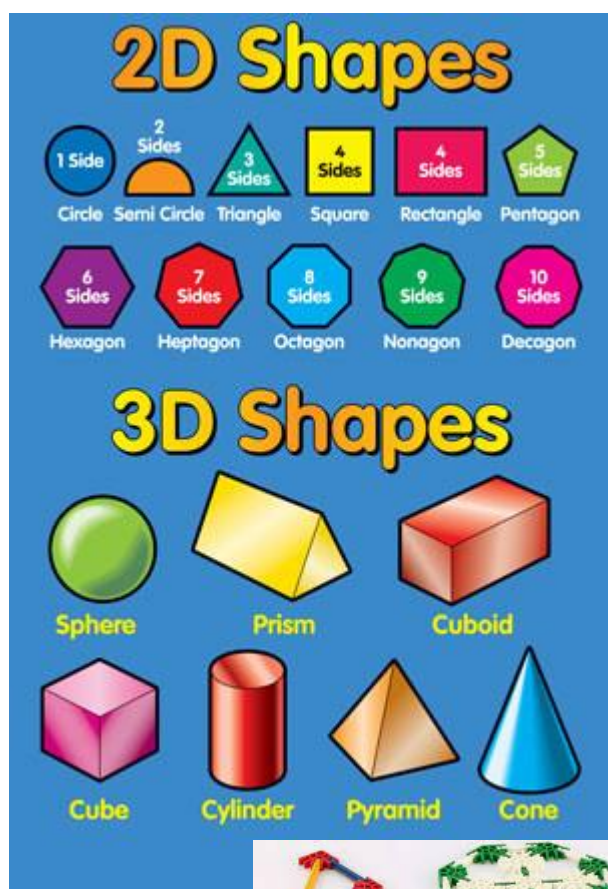 2D Shapes
1 Side
2 Sides
3 Sides
4 Sides
4 Sides
5 Sides
Circle Semi Circle Triangle Square Rectangle Pentagon
6 Sides
7 Sides
8 Sides
9 Sides
10 Sides
Hexagon Heptagon Octagon Nonagon Decagon
3D Shapes
Sphere Prism Cuboid
Cube Cylinder Pyramid Cone